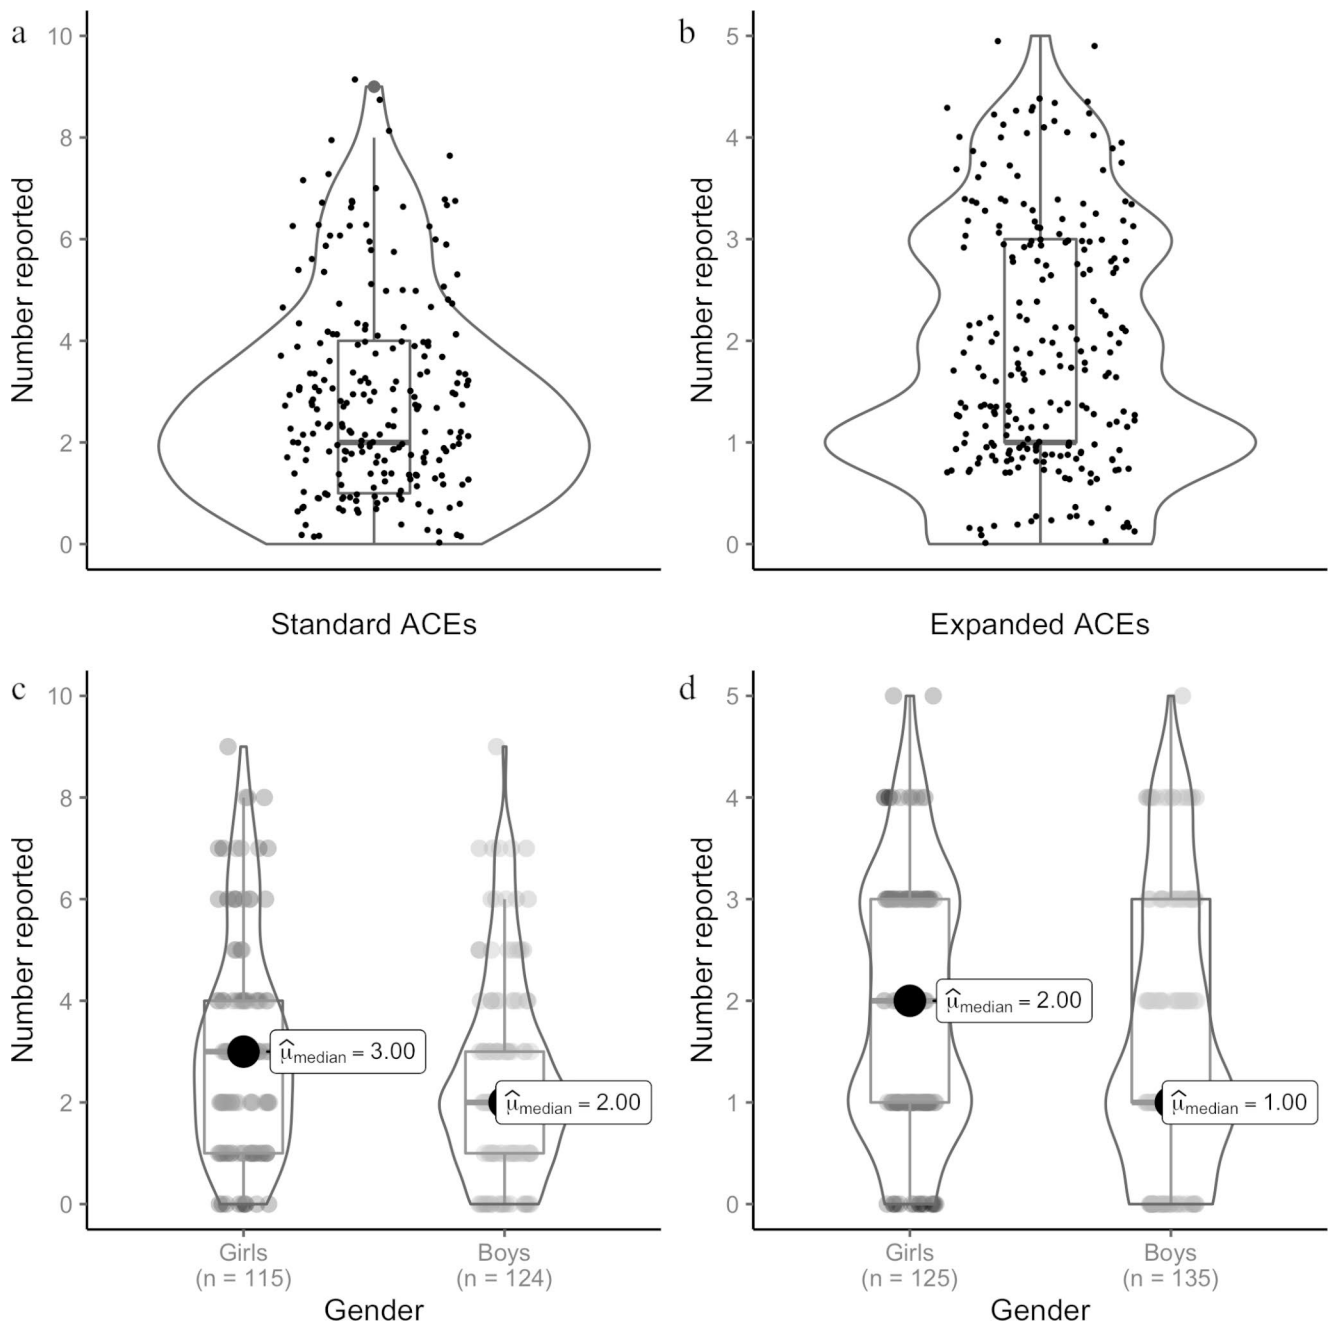 a
10
8
6
4
2
0
Number reported
Standard ACEs
b
5
4
3
2
1
0
Number reported
Expanded ACEs
c
10
8
6
4
2
0
Number reported
μ̂median = 3.00
μ̂median = 2.00
Girls
(n = 115)
Boys
(n = 124)
Gender
d
5
4
3
2
1
0
Number reported
μ̂median = 2.00
μ̂median = 1.00
Girls
(n = 125)
Boys
(n = 135)
Gender